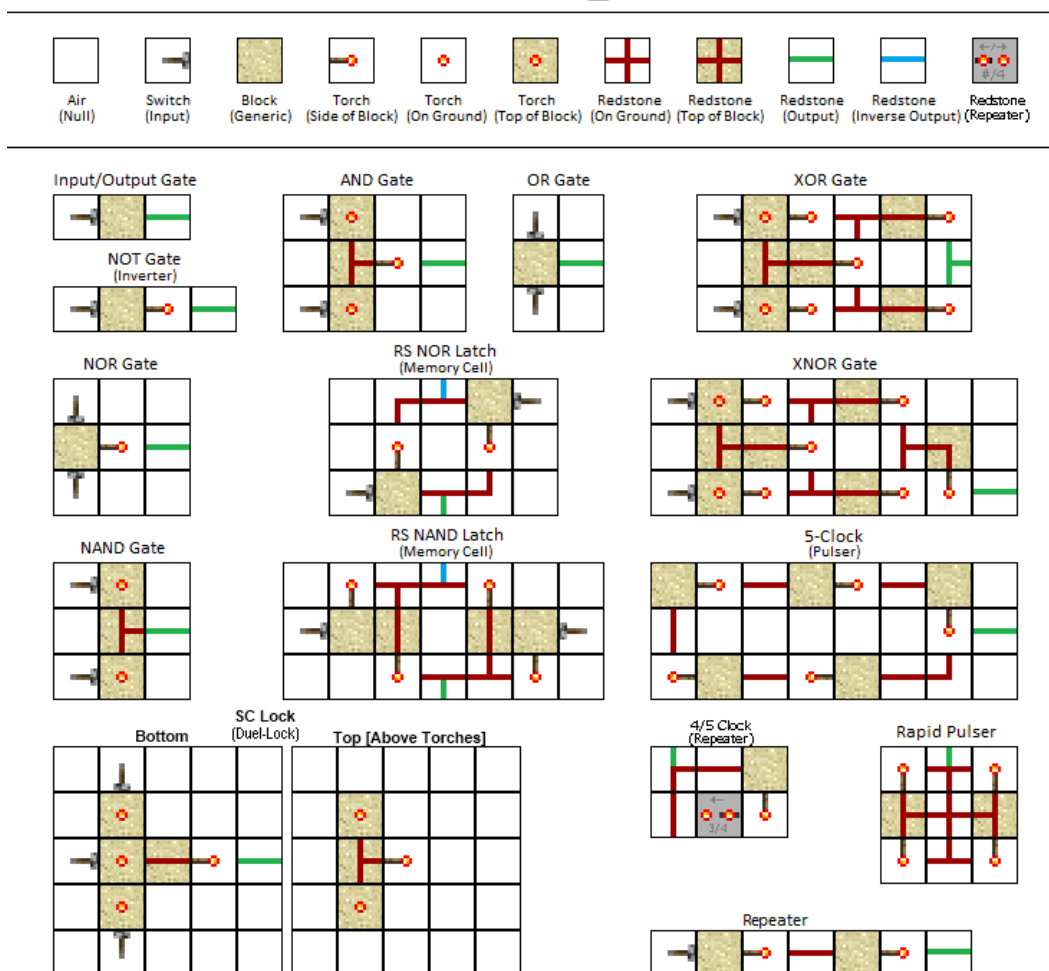 ←/→
#/4
Air
(Null)
Switch
(Input)
Block
(Generic)
Torch
(Side of Block)
Torch
(On Ground)
Torch
(Top of Block)
Redstone
(On Ground)
Redstone
(Top of Block)
Redstone
(Output)
Redstone
(Inverse Output)
Redstone
(Repeater)
Input/Output Gate
AND Gate
OR Gate
XOR Gate
NOT Gate
(Inverter)
NOR Gate
RS NOR Latch
(Memory Cell)
XNOR Gate
NAND Gate
RS NAND Latch
(Memory Cell)
5-Clock
(Pulser)
SC Lock
(Duel-Lock)
Bottom
Top [Above Torches]
4/5 Clock
(Repeater)
←
3/4
Rapid Pulser
Repeater